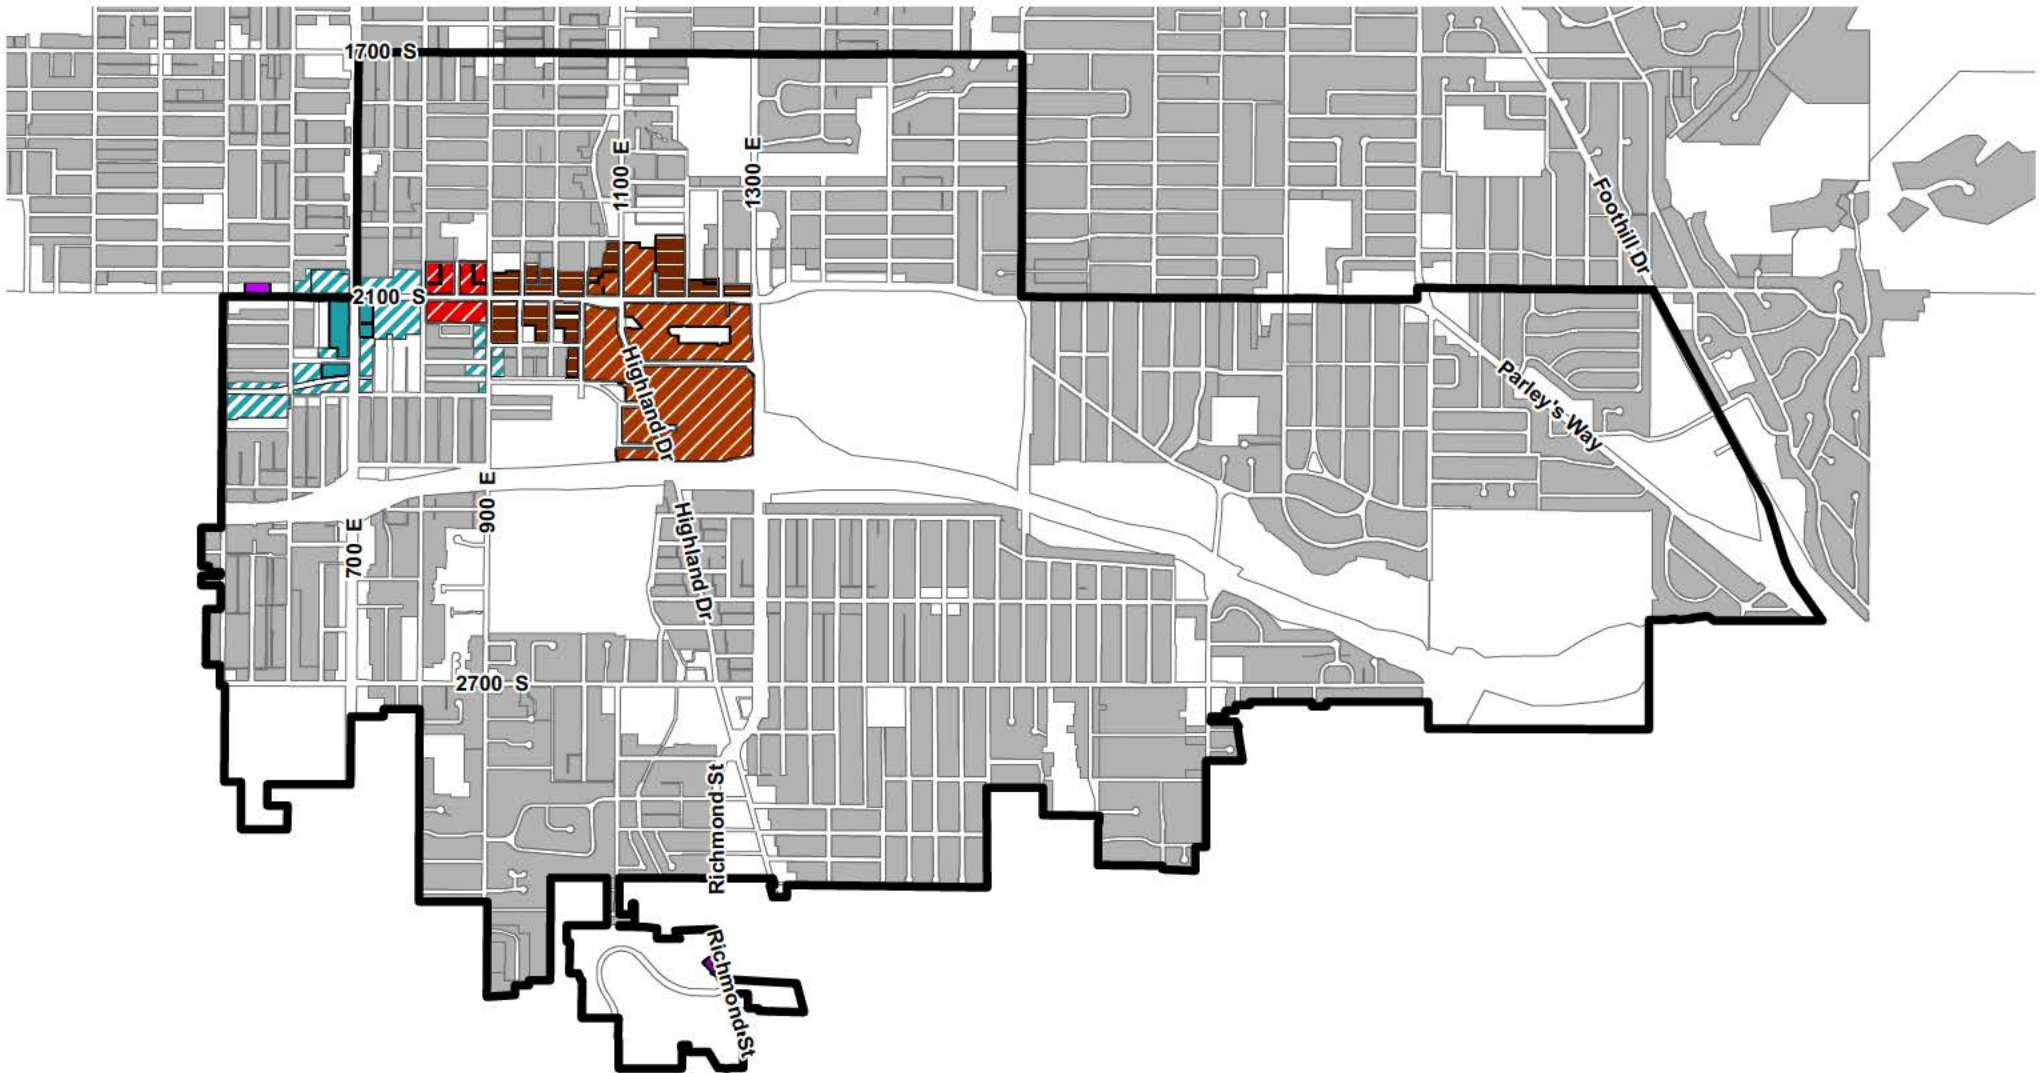 1700 S
1100 E
1300 E
Foothill Dr
2100 S
Highland Dr
Parley's Way
900 E
700 E
Highland Dr
2700 S
Richmond St
Richmond St